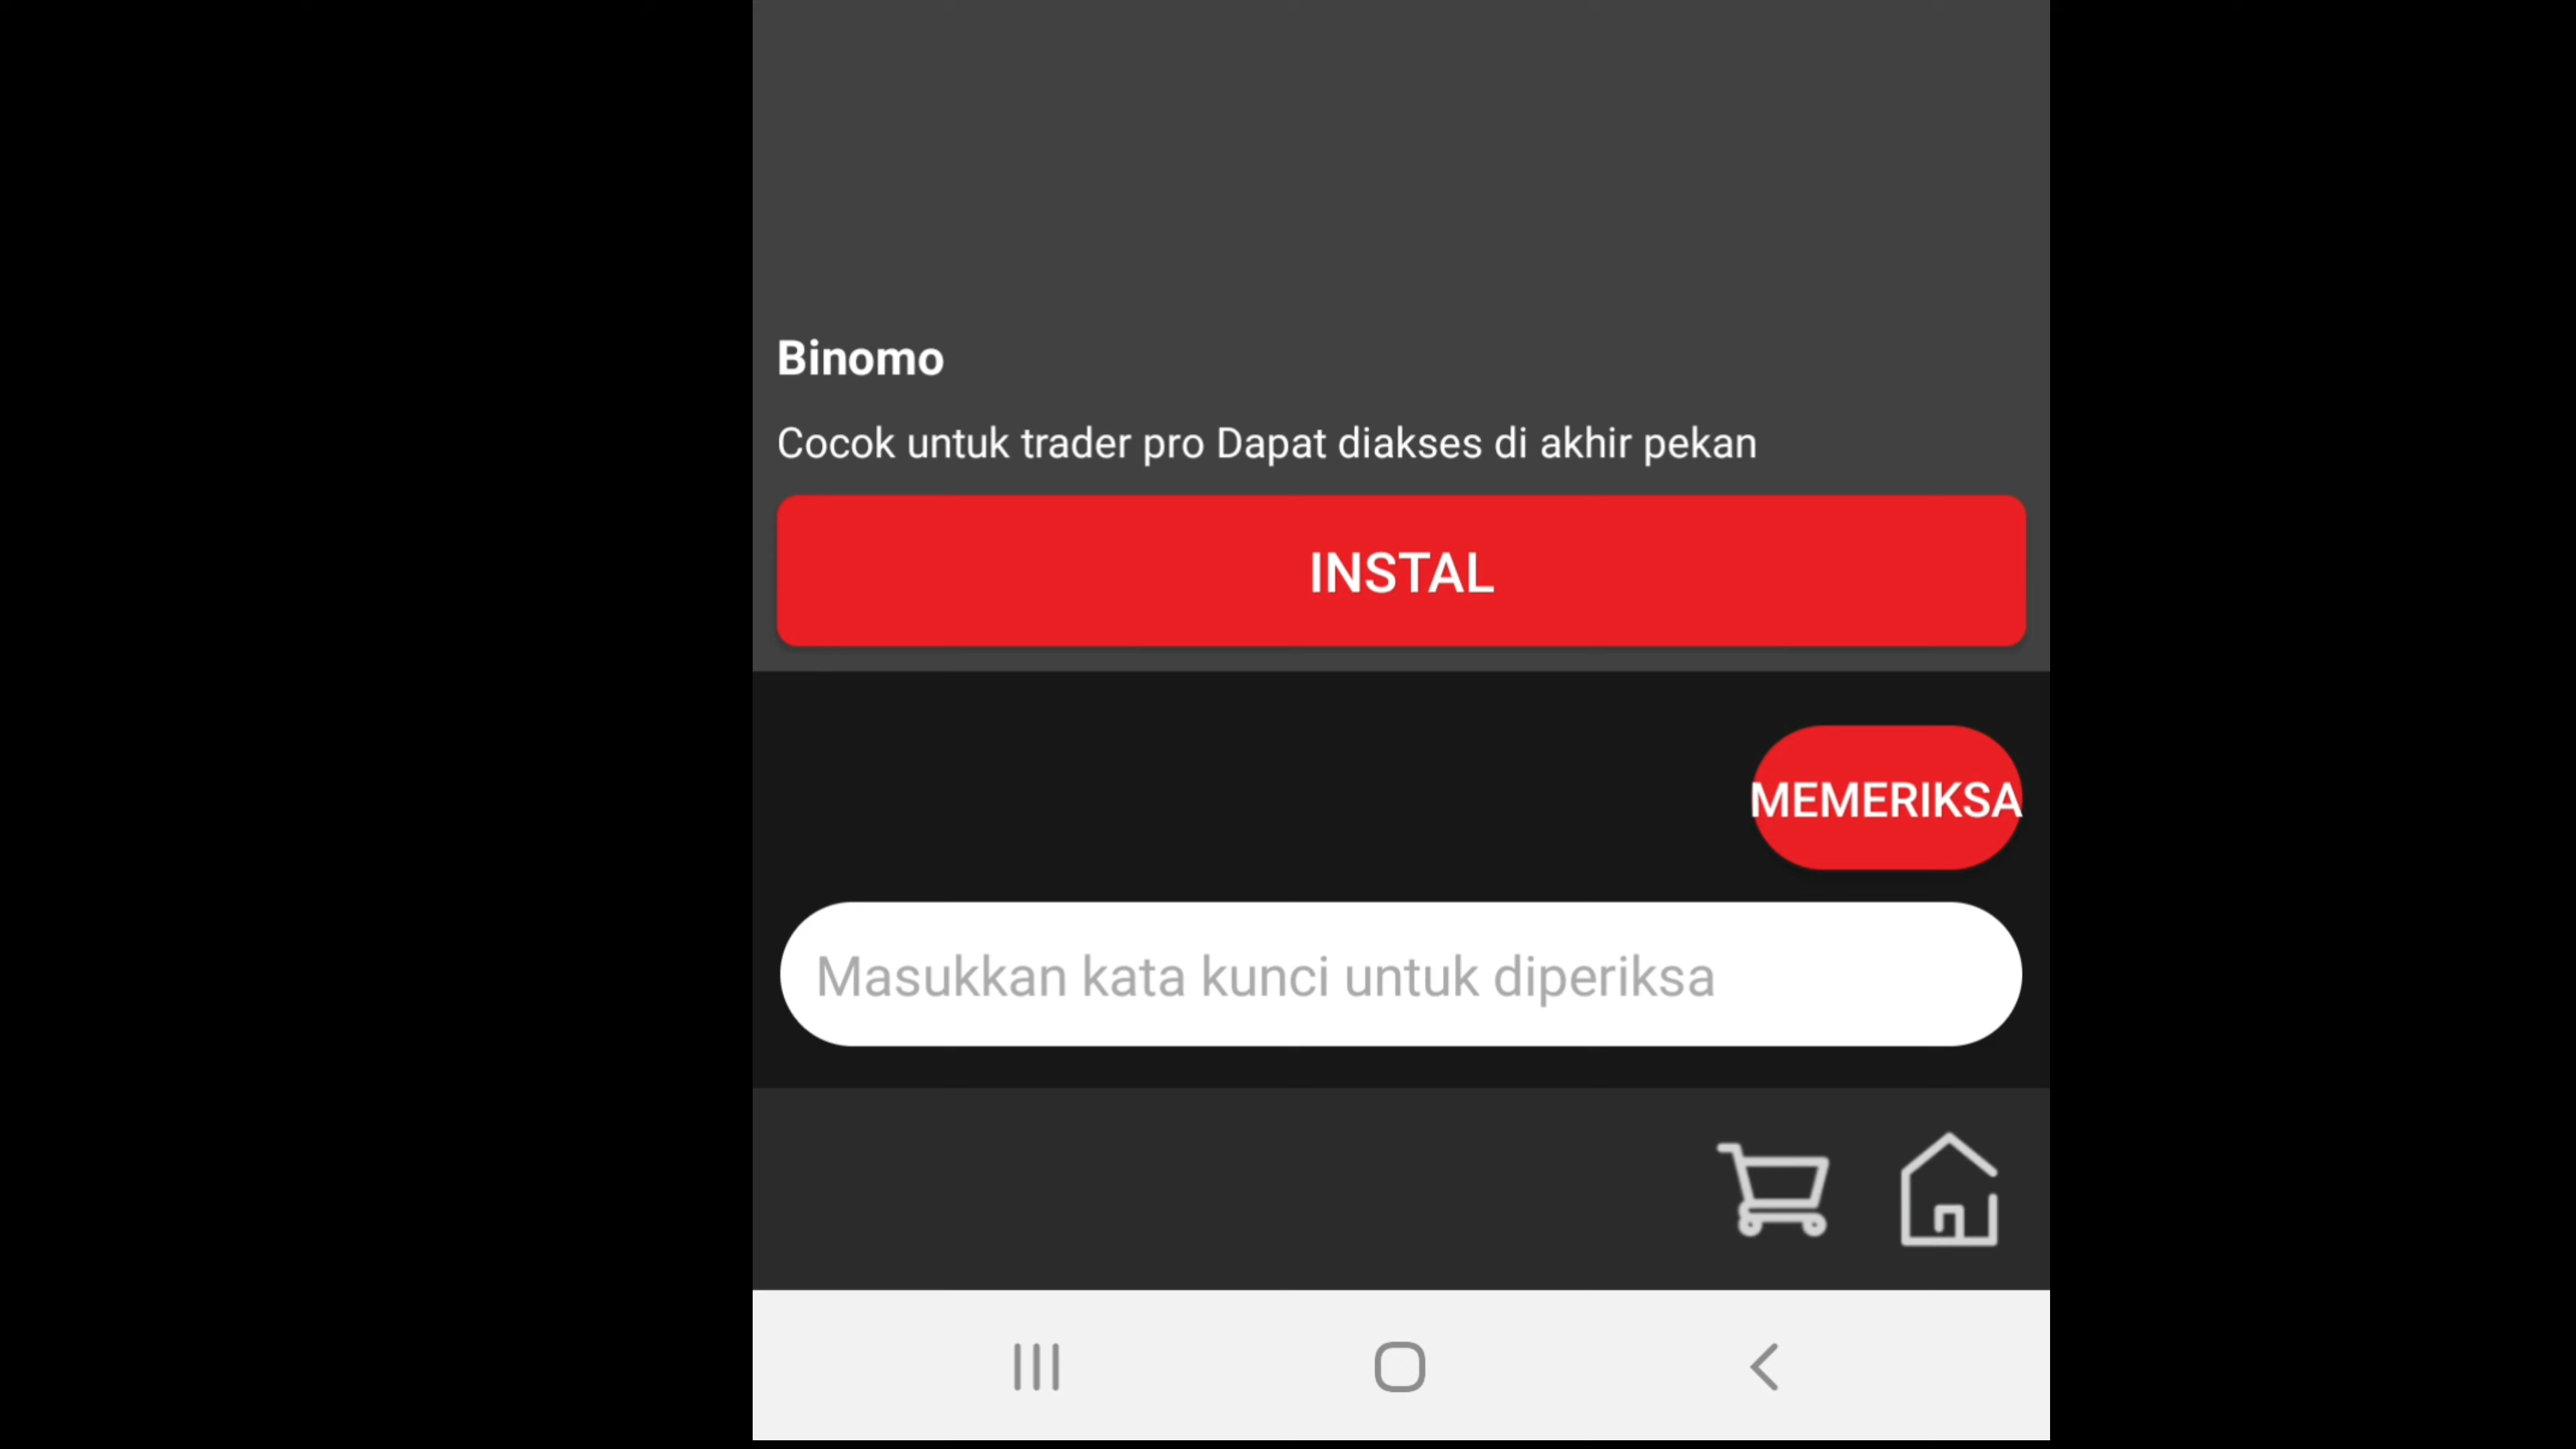 Binomo
Cocok untuk trader pro Dapat diakses di akhir pekan
INSTAL
MEMERIKSA
Masukkan kata kunci untuk diperiksa